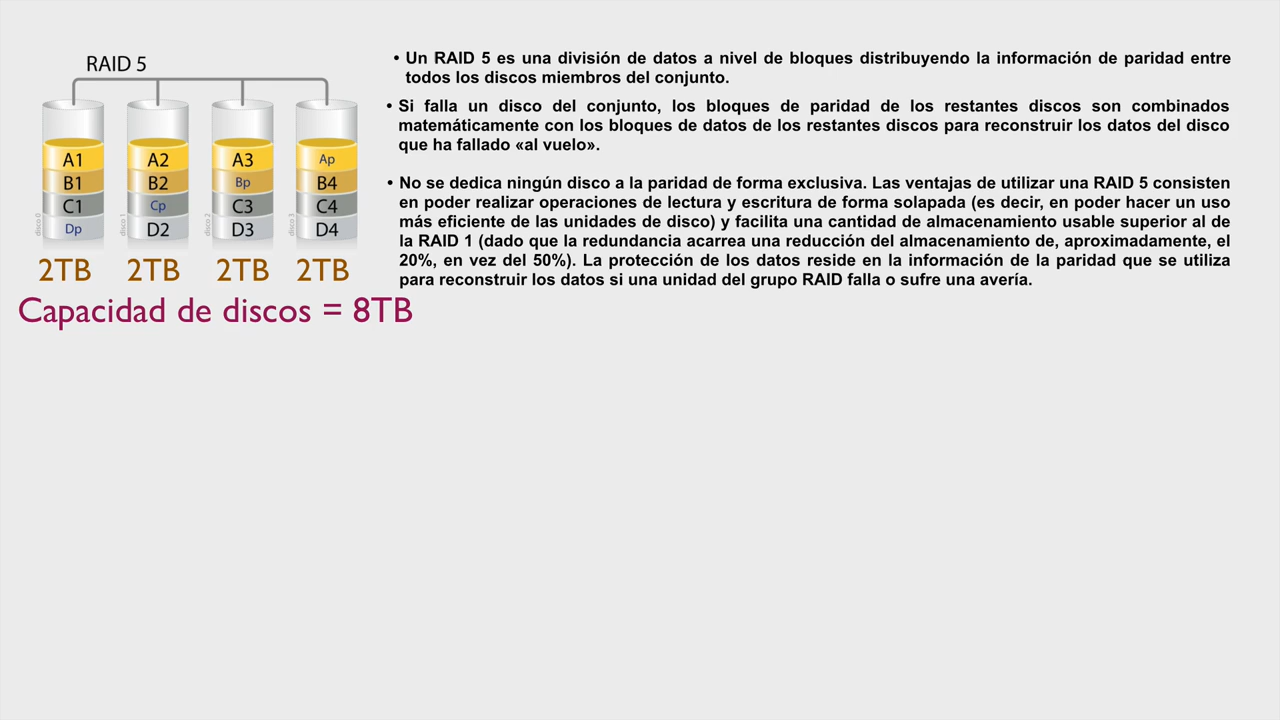 RAID 5
A1 A2 A3 Ap
B1 B2 Bp B4
C1 Cp C3 C4
Dp D2 D3 D4
disco 0 disco 1 disco 2 disco 3
2TB 2TB 2TB 2TB
Capacidad de discos = 8TB
• Un RAID 5 es una división de datos a nivel de bloques distribuyendo la información de paridad entre
todos los discos miembros del conjunto.
• Si falla un disco del conjunto, los bloques de paridad de los restantes discos son combinados
matemáticamente con los bloques de datos de los restantes discos para reconstruir los datos del disco
que ha fallado «al vuelo».
• No se dedica ningún disco a la paridad de forma exclusiva. Las ventajas de utilizar una RAID 5 consisten
en poder realizar operaciones de lectura y escritura de forma solapada (es decir, en poder hacer un uso
más eficiente de las unidades de disco) y facilita una cantidad de almacenamiento usable superior al de
la RAID 1 (dado que la redundancia acarrea una reducción del almacenamiento de, aproximadamente, el
20%, en vez del 50%). La protección de los datos reside en la información de la paridad que se utiliza
para reconstruir los datos si una unidad del grupo RAID falla o sufre una avería.